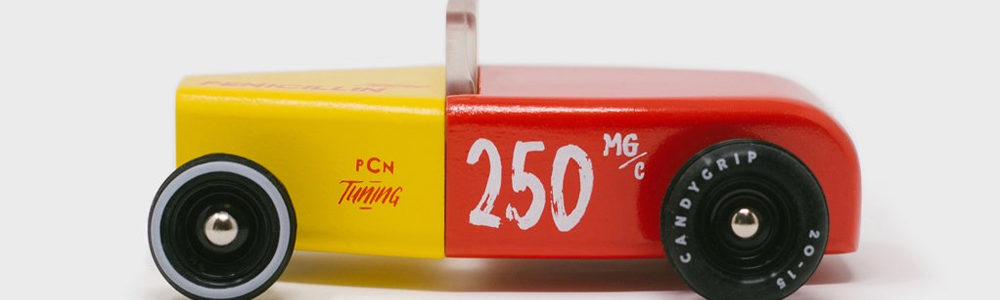 PENICILLIN
PCN
Tuning
250
MG/C
CANDYGRIP
20-15